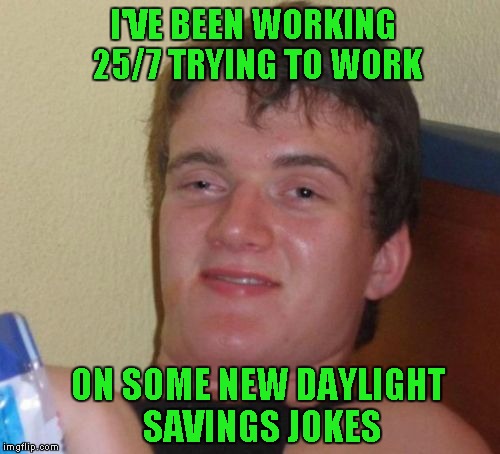 I'VE BEEN WORKING
25/7 TRYING TO WORK
ON SOME NEW DAYLIGHT
SAVINGS JOKES
imgflip.com